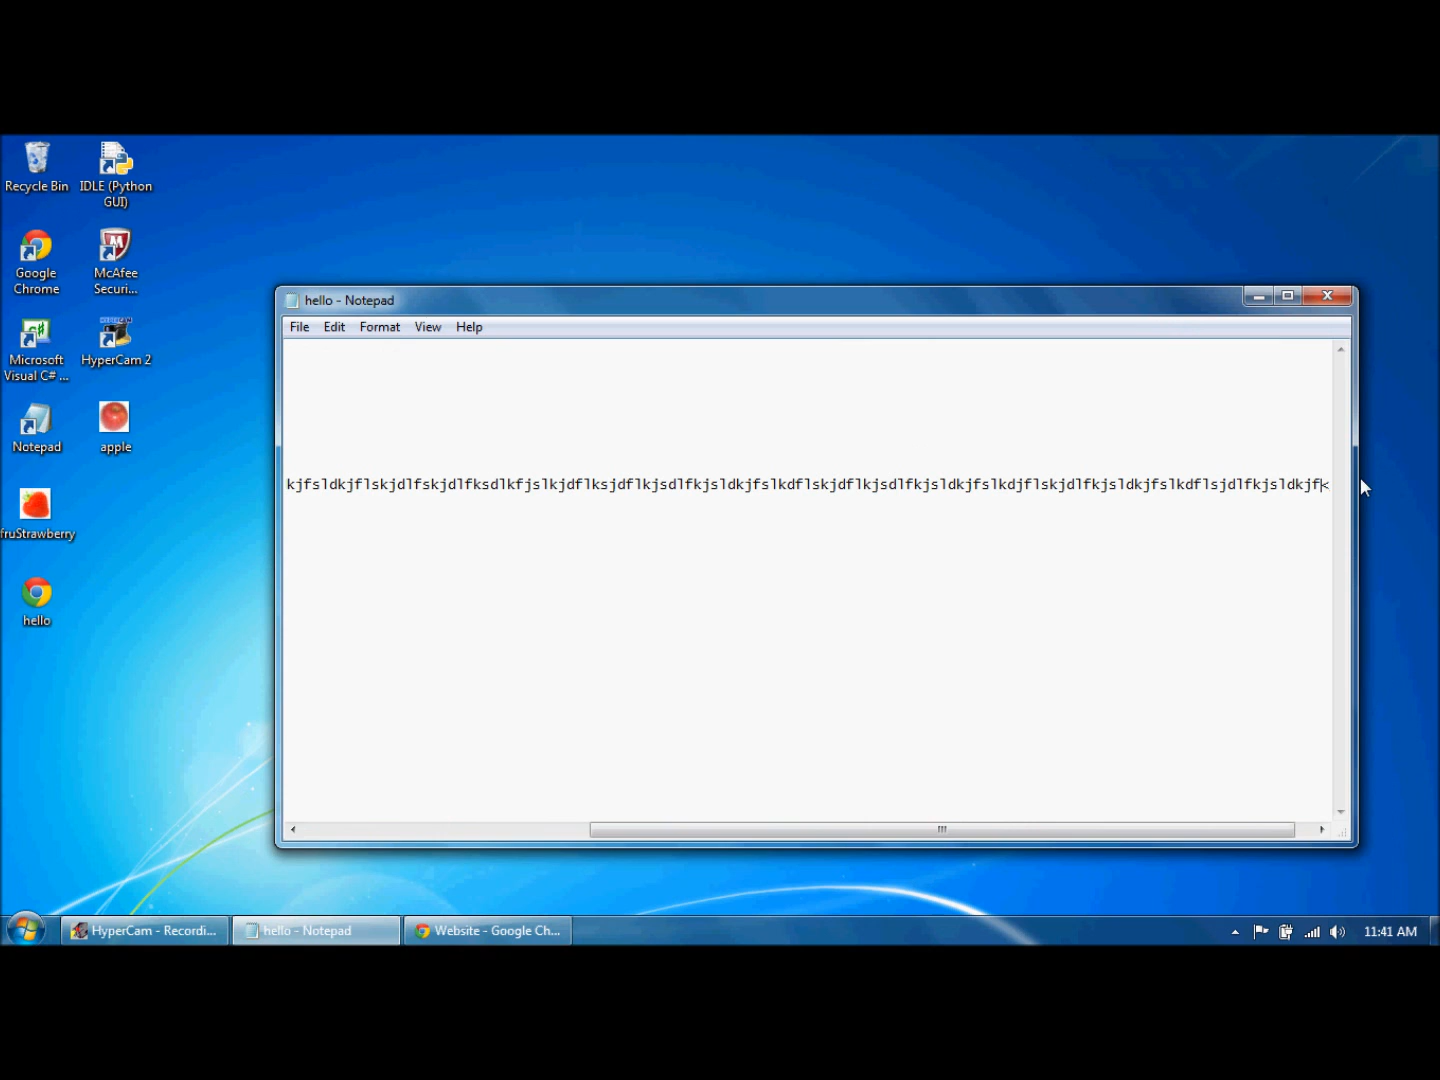 Recycle Bin
IDLE (Python
GUI)
Google
Chrome
McAfee
Securi...
Microsoft
Visual C# ...
HyperCam 2
Notepad
apple
fruStrawberry
hello
hello - Notepad
File Edit Format View Help
kjfsldkjflskjdlfskjdlfksdlkfjslkjdflksjdflkjsdlfkjsldkjfslkdflskjdflkjsdlfkjsldkjfslkdjflskjdlfkjsldkjfslkdflsjdlfkjsldkjf<
HyperCam - Recordi...
hello - Notepad
Website - Google Ch...
11:41 AM